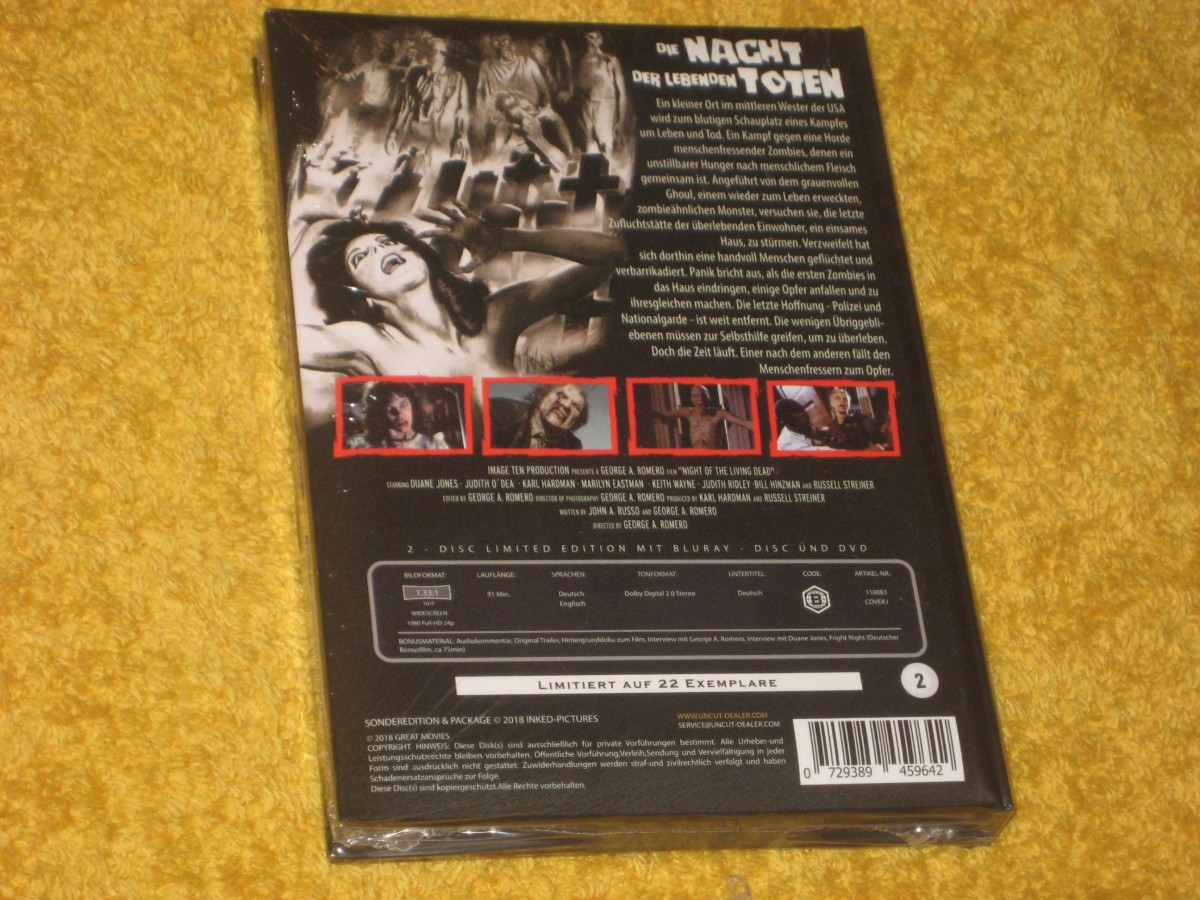 DIE NACHT
DER LEBENDEN TOTEN
Ein kleiner Ort im mittleren Wester der USA
wird zum blutigen Schauplatz eines Kampfes
um Leben und Tod. Ein Kampf gegen eine Horde
menschenfressender Zombies, denen ein
unstillbarer Hunger nach menschlichem Fleisch
gemeinsam ist. Angeführt von dem grauenvollen
Ghoul, einem wieder zum Leben erweckten,
zombieähnlichen Monster, versuchen sie, die letzte
Zufluchtstätte der überlebenden Einwohner, ein einsames
Haus, zu stürmen. Verzweifelt hat
sich dorthin eine handvoll Menschen geflüchtet und
verbarrikadiert. Panik bricht aus, als die ersten Zombies in
das Haus eindringen, einige Opfer anfallen und zu
ihresgleichen machen. Die letzte Hoffnung - Polizei und
Nationalgarde - ist weit entfernt. Die wenigen Übriggebli-
ebenen müssen zur Selbsthilfe greifen, um zu überleben.
Doch die Zeit läuft. Einer nach dem anderen fällt den
Menschenfressern zum Opfer.
IMAGE TEN PRODUCTION PRESENTS A GEORGE A. ROMERO FILM "NIGHT OF THE LIVING DEAD"
STARRING DUANE JONES · JUDITH O´DEA · KARL HARDMAN · MARILYN EASTMAN · KEITH WAYNE · JUDITH RIDLEY ·BILL HINZMAN AND RUSSELL STREINER
EDITED BY GEORGE A. ROMERO DIRECTOR OF PHOTOGRAPHY GEORGE A. ROMERO PRODUCED BY KARL HARDMAN AND RUSSELL STREINER
WRITTEN BY JOHN A. RUSSO AND GEORGE A. ROMERO
DIRECTED BY GEORGE A. ROMERO
2 - DISC LIMITED EDITION MIT BLURAY - DISC UND DVD
BILDFORMAT: LAUFLÄNGE: SPRACHEN: TONFORMAT: UNTERTITEL: CODE: ARTIKEL-NR.
1.33:1 91 Min. Deutsch Dolby Digital 2.0 Stereo Deutsch B 110083
16:9 Englisch COVER I
WIDESCREEN
1080 Full-HD 24p
BONUSMATERIAL: Audiokommentar, Original Trailer, Hintergrunddoku zum Film, Interview mit George A. Romero, Interview mit Duane Jones, Fright Night (Deutscher
Bonusfilm, ca 75min)
LIMITIERT AUF 22 EXEMPLARE
2
SONDEREDITION & PACKAGE © 2018 INKED-PICTURES
WWW.UNCUT-DEALER.COM
SERVICE@UNCUT-DEALER.COM
© 2018 GREAT MOVIES
COPYRIGHT HINWEIS: Diese Disk(s) sind ausschließlich für private Vorführungen bestimmt. Alle Urheber-und
Leistungsschutzrechte bleiben vorbehalten. Öffentliche Vorführung,Verleih,Sendung und Vervielfältigung in jeder
Form sind ausdrücklich nicht gestattet. Zuwiderhandlungen werden straf-und zivilrechtlich verfolgt und haben
Schadenersatzansprüche zur Folge.
Diese Disc(s) sind kopiergeschützt.Alle Rechte vorbehalten.
0 729389 459642